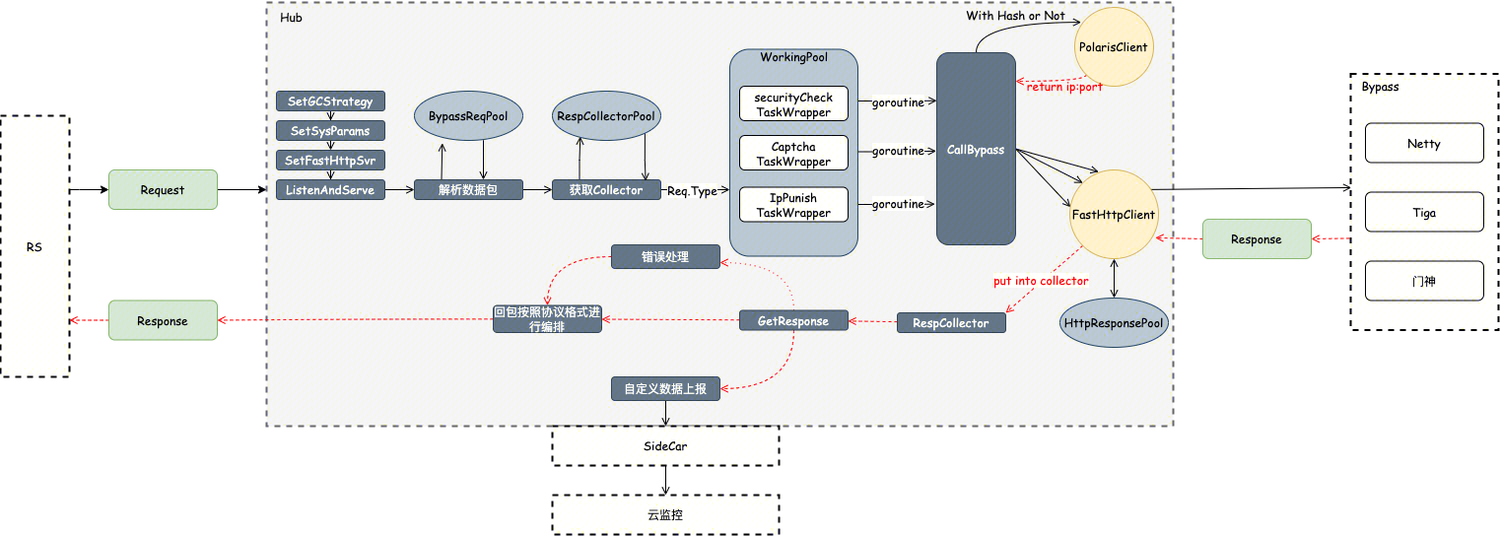 Hub
With Hash or Not
PolarisClient
return ip:port
WorkingPool
Bypass
SetGCStrategy
SetSysParams
SetFastHttpSvr
ListenAndServe
BypassReqPool
RespCollectorPool
securityCheck
TaskWrapper
goroutine
Captcha
TaskWrapper
goroutine
IpPunish
TaskWrapper
goroutine
CallBypass
Netty
Tiga
门神
RS
Request
解析数据包
获取Collector
Req.Type
FastHttpClient
Response
错误处理
put into collector
Response
回包按照协议格式进
行编排
GetResponse
RespCollector
HttpResponsePool
自定义数据上报
SideCar
云监控